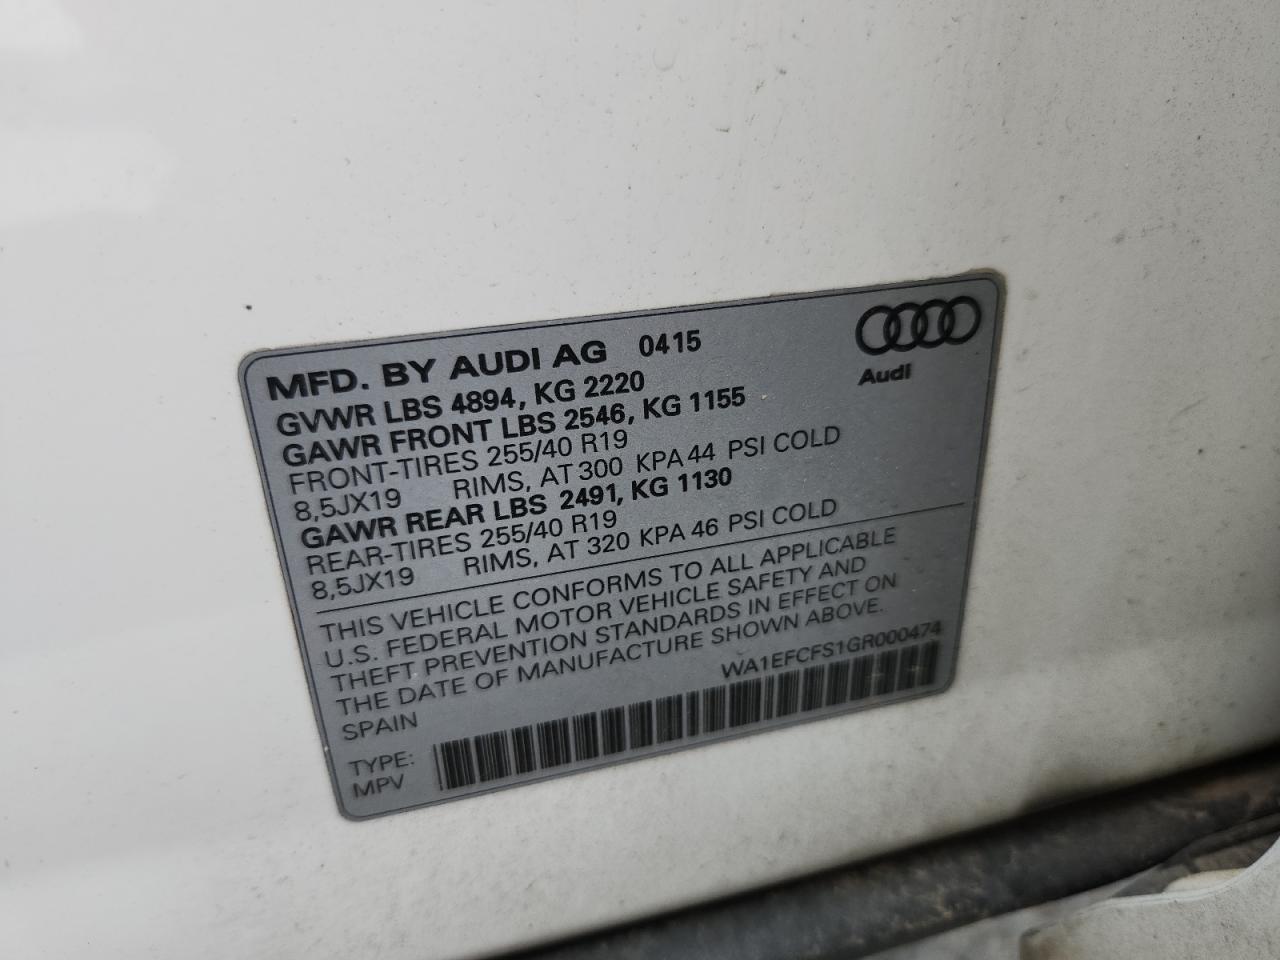 MFD. BY AUDI AG 0415
Audi
GVWR LBS 4894, KG 2220
GAWR FRONT LBS 2546, KG 1155
FRONT-TIRES 255/40 R19
8,5JX19 RIMS, AT 300 KPA 44 PSI COLD
GAWR REAR LBS 2491, KG 1130
REAR-TIRES 255/40 R19
8,5JX19 RIMS, AT 320 KPA 46 PSI COLD
THIS VEHICLE CONFORMS TO ALL APPLICABLE
U.S. FEDERAL MOTOR VEHICLE SAFETY AND
THEFT PREVENTION STANDARDS IN EFFECT ON
THE DATE OF MANUFACTURE SHOWN ABOVE.
SPAIN WA1EFCFS1GR000474
TYPE:
MPV